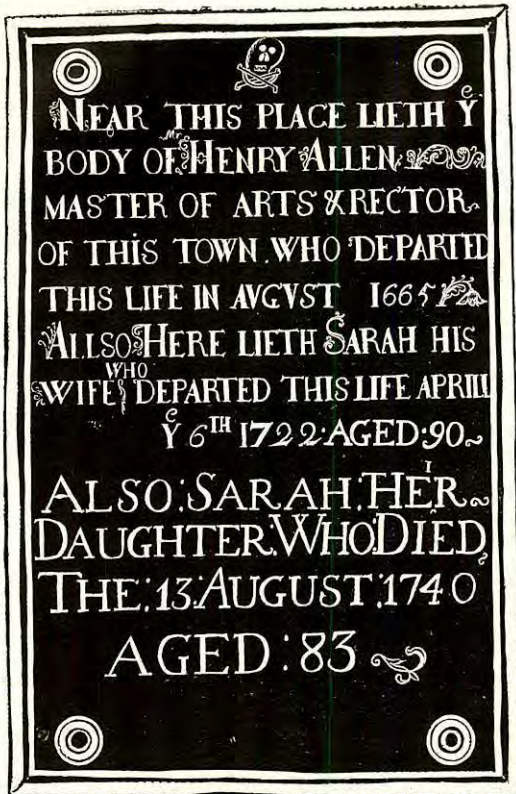 NEAR THIS PLACE LIETH Yᵉ
BODY OF Mr. HENRY ALLEN
MASTER OF ARTS & RECTOR
OF THIS TOWN WHO DEPARTED
THIS LIFE IN AVGVST 1665
ALLSO HERE LIETH SARAH HIS
WIFE WHO DEPARTED THIS LIFE APRILL
Yᵉ 6TH 1722·AGED·90~
ALSO:SARAH:HER~
DAUGHTER.WHO:DIED
THE:13:AUGUST:1740
AGED:83